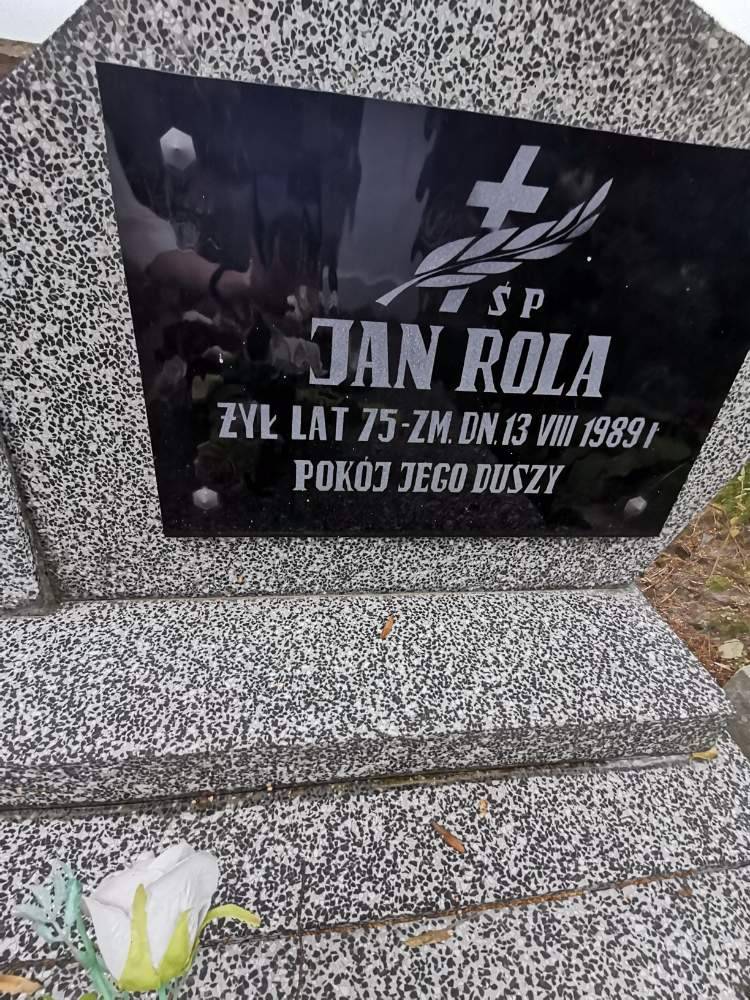 ŚP
JAN ROLA
ŻYŁ LAT 75-ZM. DN. 13 VIII 1989 r
POKÓJ JEGO DUSZY